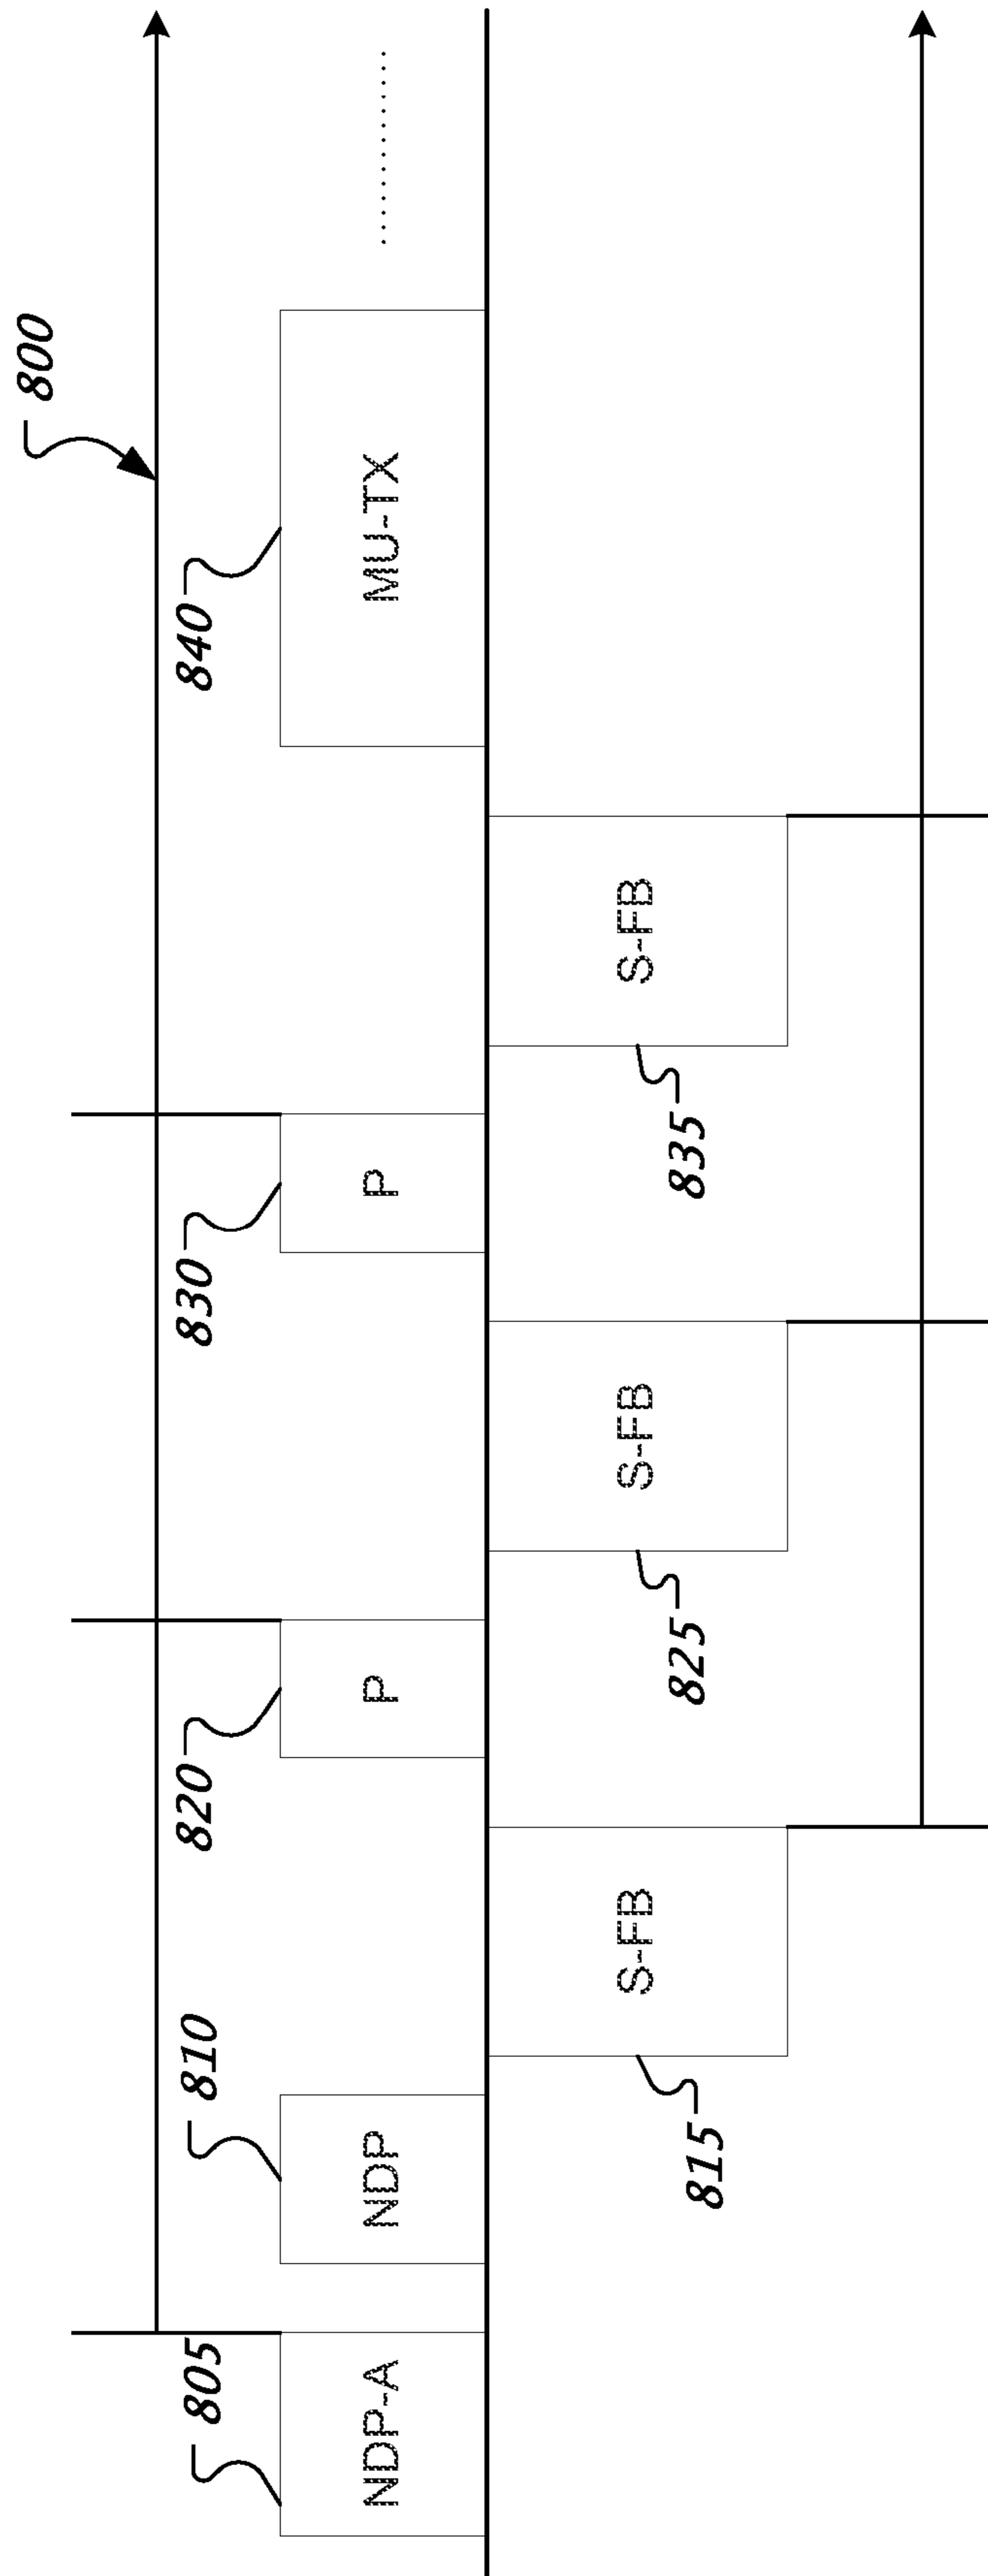 800
805
NDP-A
810
NDP
815
S-FB
820
P
825
S-FB
830
P
835
S-FB
840
MU-TX